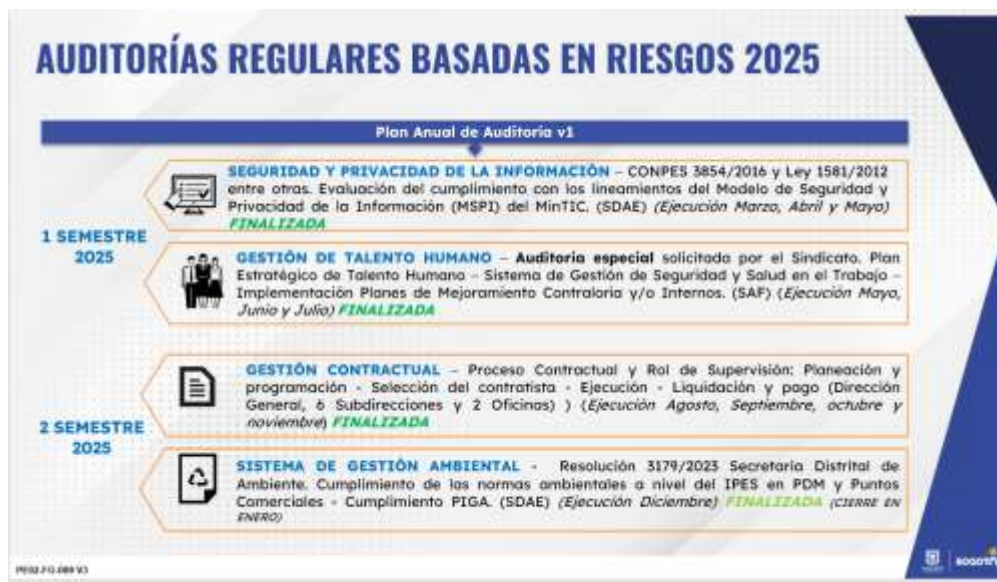 AUDITORÍAS REGULARES BASADAS EN RIESGOS 2025
Plan Anual de Auditoría v1
1 SEMESTRE
2025
SEGURIDAD Y PRIVACIDAD DE LA INFORMACIÓN – CONPES 3854/2016 y Ley 1581/2012
entre otras. Evaluación del cumplimiento con los lineamientos del Modelo de Seguridad y
Privacidad de la Información (MSPI) del MinTIC. (SDAE) (Ejecución Marzo, Abril y Mayo)
FINALIZADA
GESTIÓN DE TALENTO HUMANO – Auditoria especial solicitada por el Sindicato. Plan
Estratégico de Talento Humano – Sistema de Gestión de Seguridad y Salud en el Trabajo –
Implementación Planes de Mejoramiento Contraloría y/o Internos. (SAF) (Ejecución Mayo,
Junio y Julio) FINALIZADA
2 SEMESTRE
2025
GESTIÓN CONTRACTUAL – Proceso Contractual y Rol de Supervisión: Planeación y
programación - Selección del contratista - Ejecución - Liquidación y pago (Dirección
General, 6 Subdirecciones y 2 Oficinas) ) (Ejecución Agosto, Septiembre, octubre y
noviembre) FINALIZADA
SISTEMA DE GESTIÓN AMBIENTAL - Resolución 3179/2023 Secretaria Distrital de
Ambiente. Cumplimiento de las normas ambientales a nivel del IPES en PDM y Puntos
Comerciales - Cumplimiento PIGA. (SDAE) (Ejecución Diciembre) FINALIZADA (CIERRE EN
ENERO)
BOGOTÁ